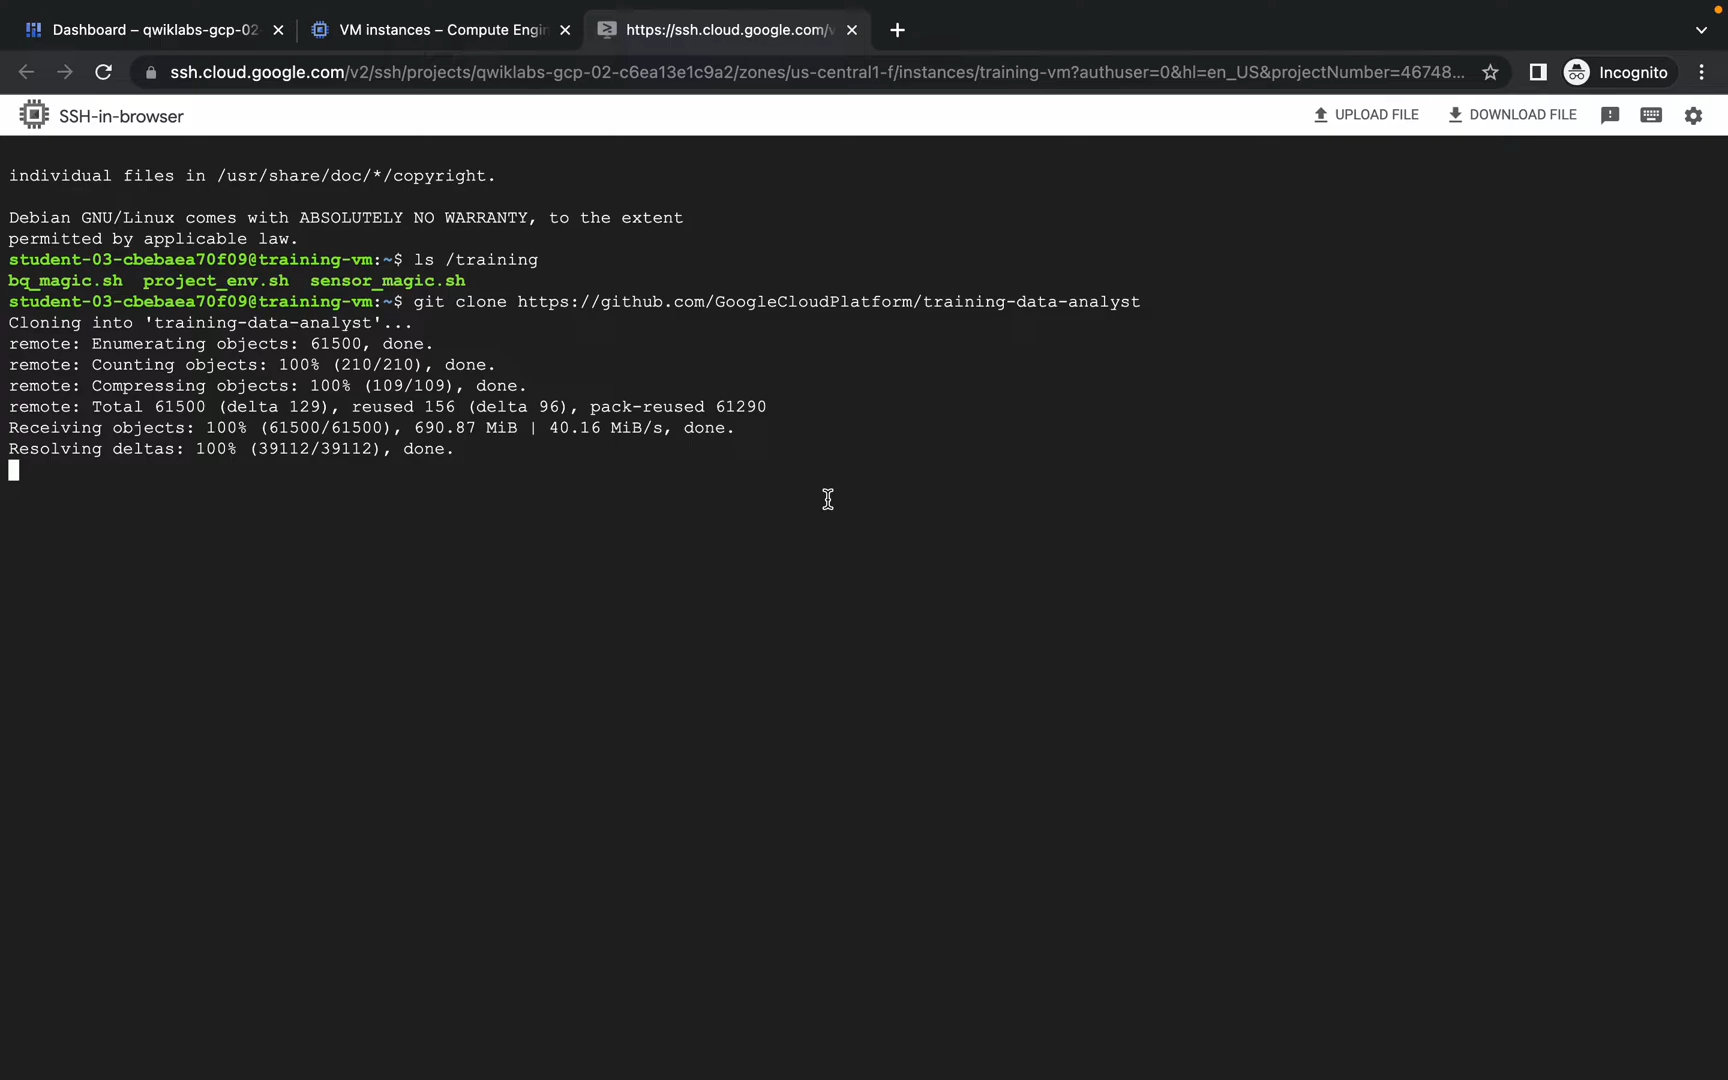 Dashboard – qwiklabs-gcp-02-
VM instances – Compute Engin
https://ssh.cloud.google.com/v
ssh.cloud.google.com/v2/ssh/projects/qwiklabs-gcp-02-c6ea13e1c9a2/zones/us-central1-f/instances/training-vm?authuser=0&hl=en_US&projectNumber=46748...
Incognito
SSH-in-browser
UPLOAD FILE
DOWNLOAD FILE
individual files in /usr/share/doc/*/copyright.
Debian GNU/Linux comes with ABSOLUTELY NO WARRANTY, to the extent
permitted by applicable law.
student-03-cbebaea70f09@training-vm:~$ ls /training
bq_magic.sh  project_env.sh  sensor_magic.sh
student-03-cbebaea70f09@training-vm:~$ git clone https://github.com/GoogleCloudPlatform/training-data-analyst
Cloning into 'training-data-analyst'...
remote: Enumerating objects: 61500, done.
remote: Counting objects: 100% (210/210), done.
remote: Compressing objects: 100% (109/109), done.
remote: Total 61500 (delta 129), reused 156 (delta 96), pack-reused 61290
Receiving objects: 100% (61500/61500), 690.87 MiB | 40.16 MiB/s, done.
Resolving deltas: 100% (39112/39112), done.